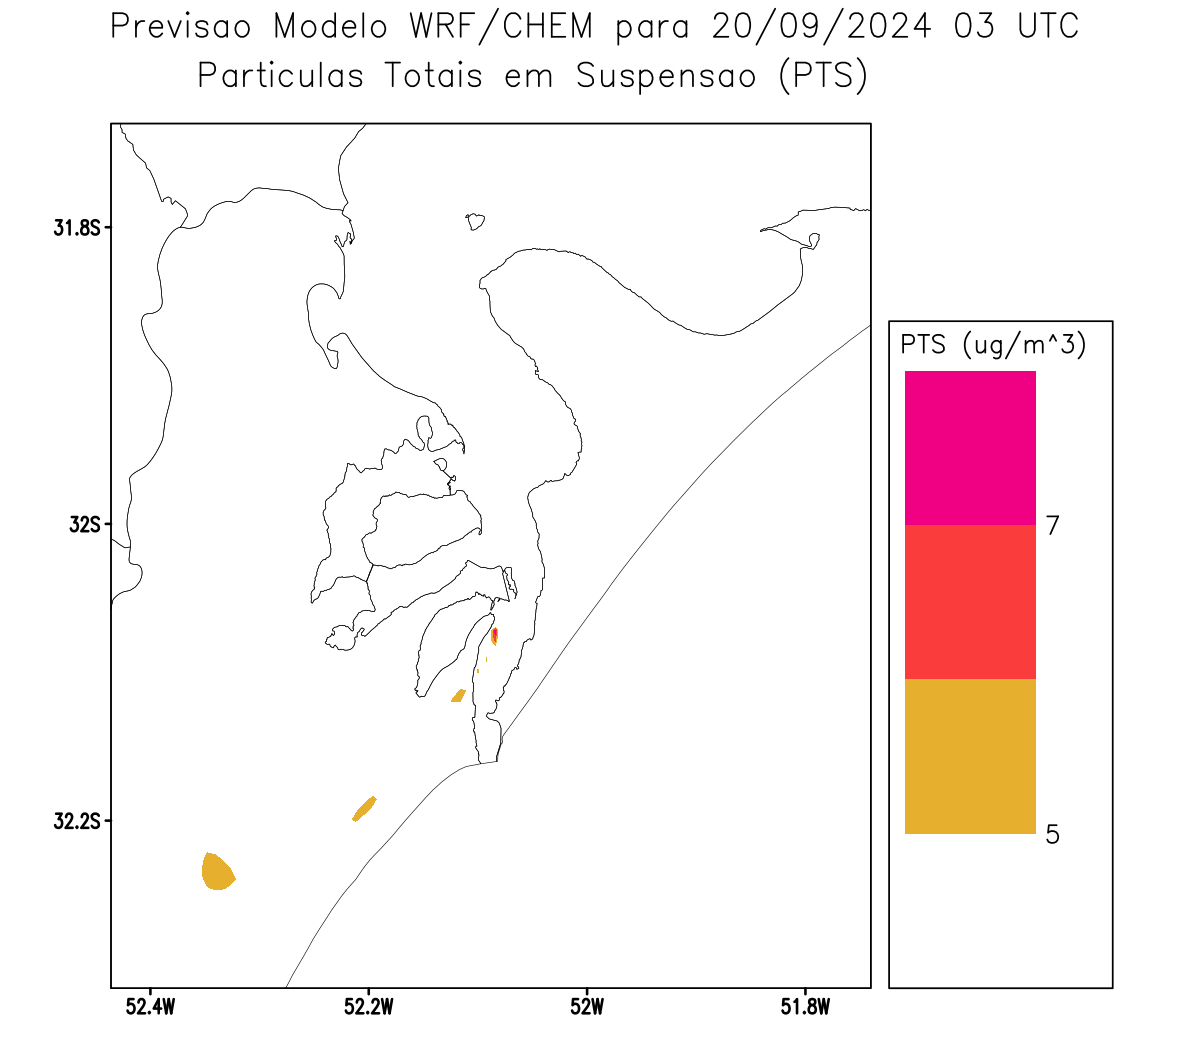 Previsao Modelo WRF/CHEM para 20/09/2024 03 UTC
Particulas Totais em Suspensao (PTS)
31.8S
32S
32.2S
52.4W
52.2W
52W
51.8W
PTS (ug/m^3)
7
5